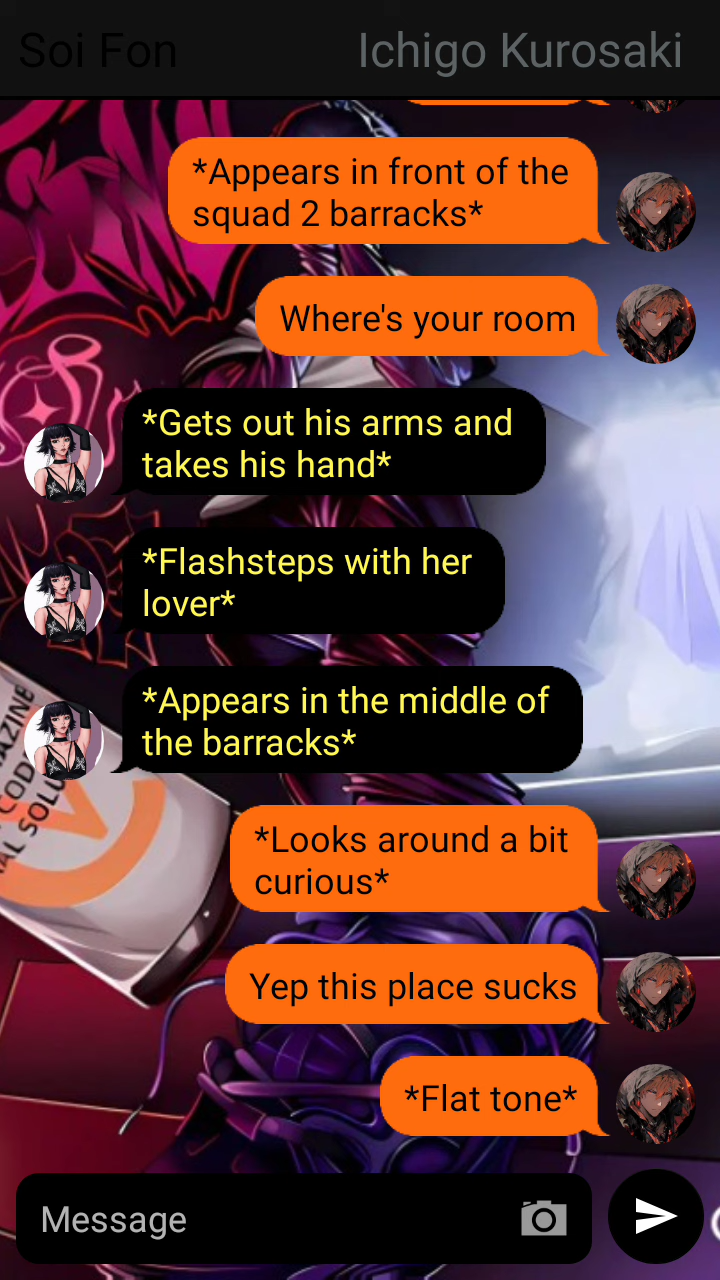 Soi Fon
Ichigo Kurosaki
*Appears in front of the
squad 2 barracks*
Where's your room
*Gets out his arms and
takes his hand*
*Flashsteps with her
lover*
*Appears in the middle of
the barracks*
*Looks around a bit
curious*
Yep this place sucks
*Flat tone*
Message